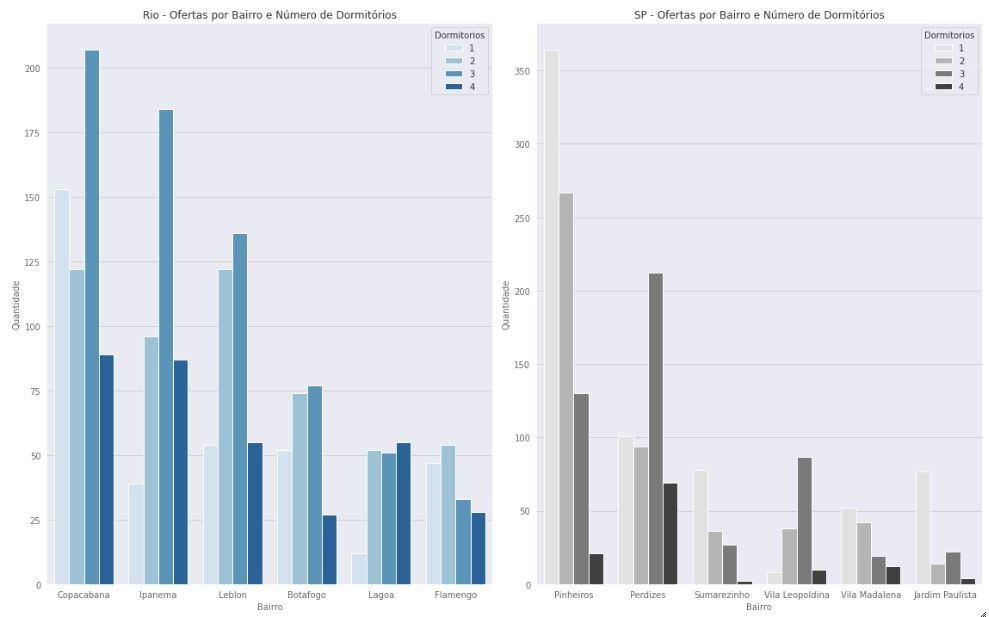 Rio - Ofertas por Bairro e Número de Dormitórios
Dormitorios
1
2
3
4
200
175
150
125
100
75
50
25
0
Quantidade
Copacabana
Ipanema
Leblon
Botafogo
Lagoa
Flamengo
Bairro
SP - Ofertas por Bairro e Número de Dormitórios
Dormitorios
1
2
3
4
350
300
250
200
150
100
50
0
Quantidade
Pinheiros
Perdizes
Sumarezinho
Vila Leopoldina
Vila Madalena
Jardim Paulista
Bairro